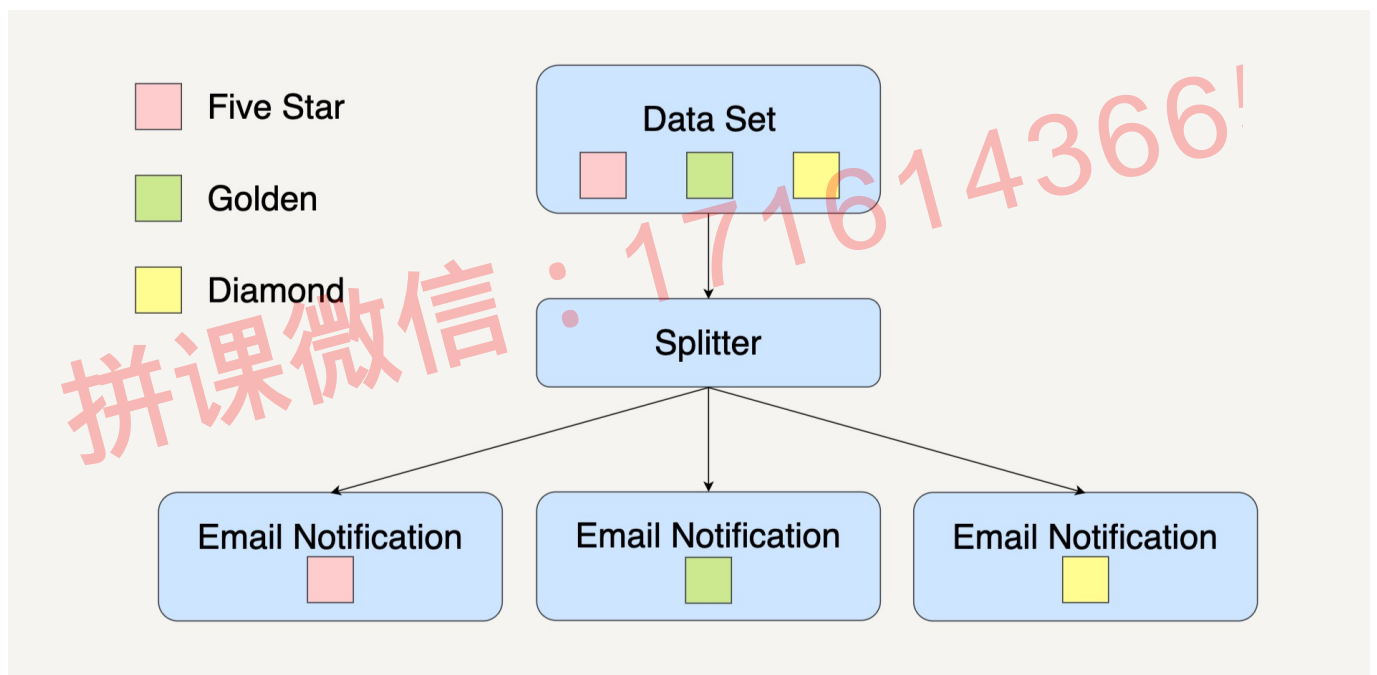 Five Star
Golden
Diamond
Data Set
Splitter
Email Notification
Email Notification
Email Notification
拼课微信：171614366